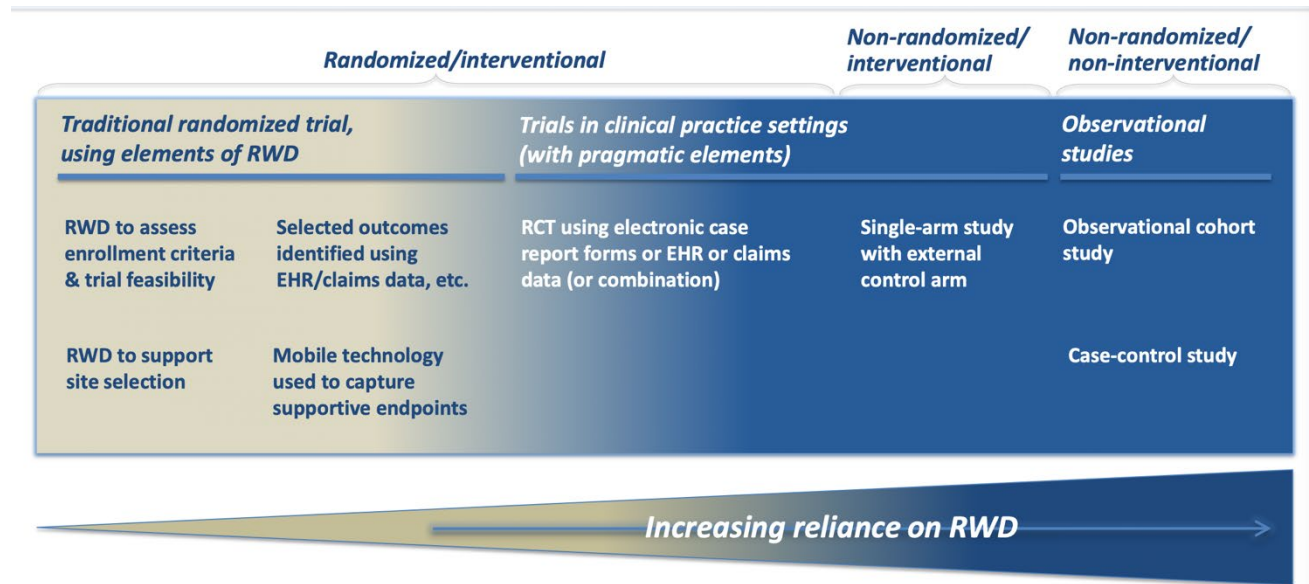 Randomized/interventional
Non-randomized/
interventional
Non-randomized/
non-interventional
Traditional randomized trial,
using elements of RWD
Trials in clinical practice settings
(with pragmatic elements)
Observational
studies
RWD to assess
enrollment criteria
& trial feasibility
Selected outcomes
identified using
EHR/claims data, etc.
RCT using electronic case
report forms or EHR or claims
data (or combination)
Single-arm study
with external
control arm
Observational cohort
study
RWD to support
site selection
Mobile technology
used to capture
supportive endpoints
Case-control study
Increasing reliance on RWD